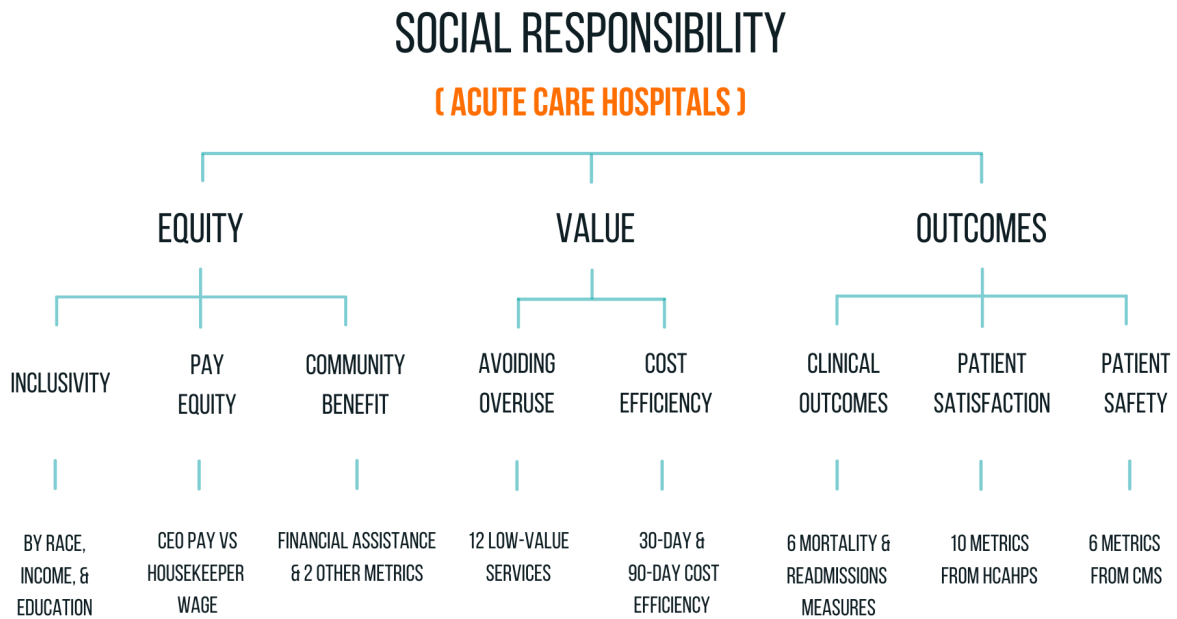 SOCIAL RESPONSIBILITY
( ACUTE CARE HOSPITALS )
EQUITY
VALUE
OUTCOMES
INCLUSIVITY
PAY
EQUITY
COMMUNITY
BENEFIT
AVOIDING
OVERUSE
COST
EFFICIENCY
CLINICAL
OUTCOMES
PATIENT
SATISFACTION
PATIENT
SAFETY
BY RACE,
INCOME, &
EDUCATION
CEO PAY VS
HOUSEKEEPER
WAGE
FINANCIAL ASSISTANCE
& 2 OTHER METRICS
12 LOW-VALUE
SERVICES
30-DAY &
90-DAY COST
EFFICIENCY
6 MORTALITY &
READMISSIONS
MEASURES
10 METRICS
FROM HCAHPS
6 METRICS
FROM CMS